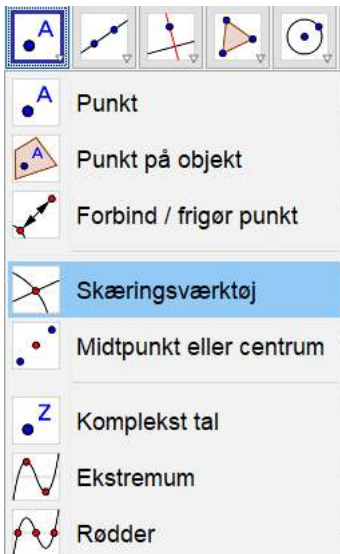 A
A
Punkt
A
Punkt på objekt
Forbind / frigør punkt
Skæringsværktøj
Midtpunkt eller centrum
Z
Komplekst tal
Ekstremum
Rødder